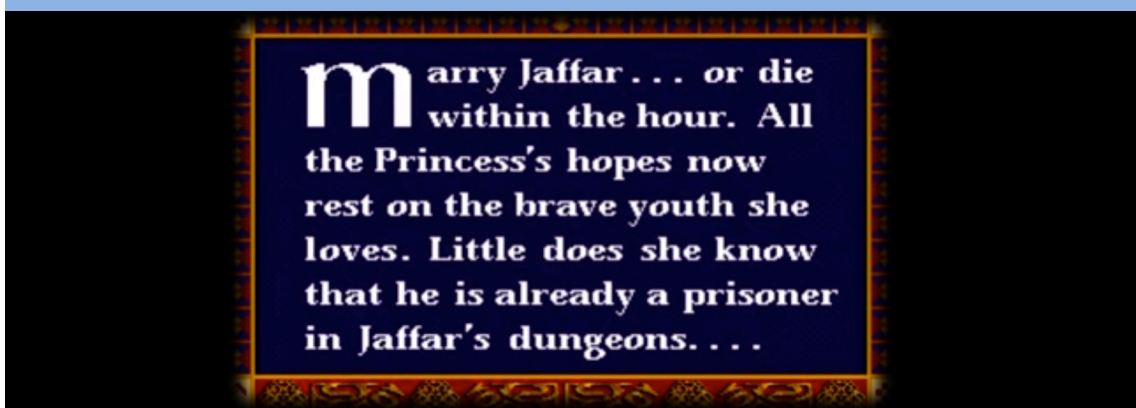 Marry Jaffar... or die
within the hour. All
the Princess's hopes now
rest on the brave youth she
loves. Little does she know
that he is already a prisoner
in Jaffar's dungeons....